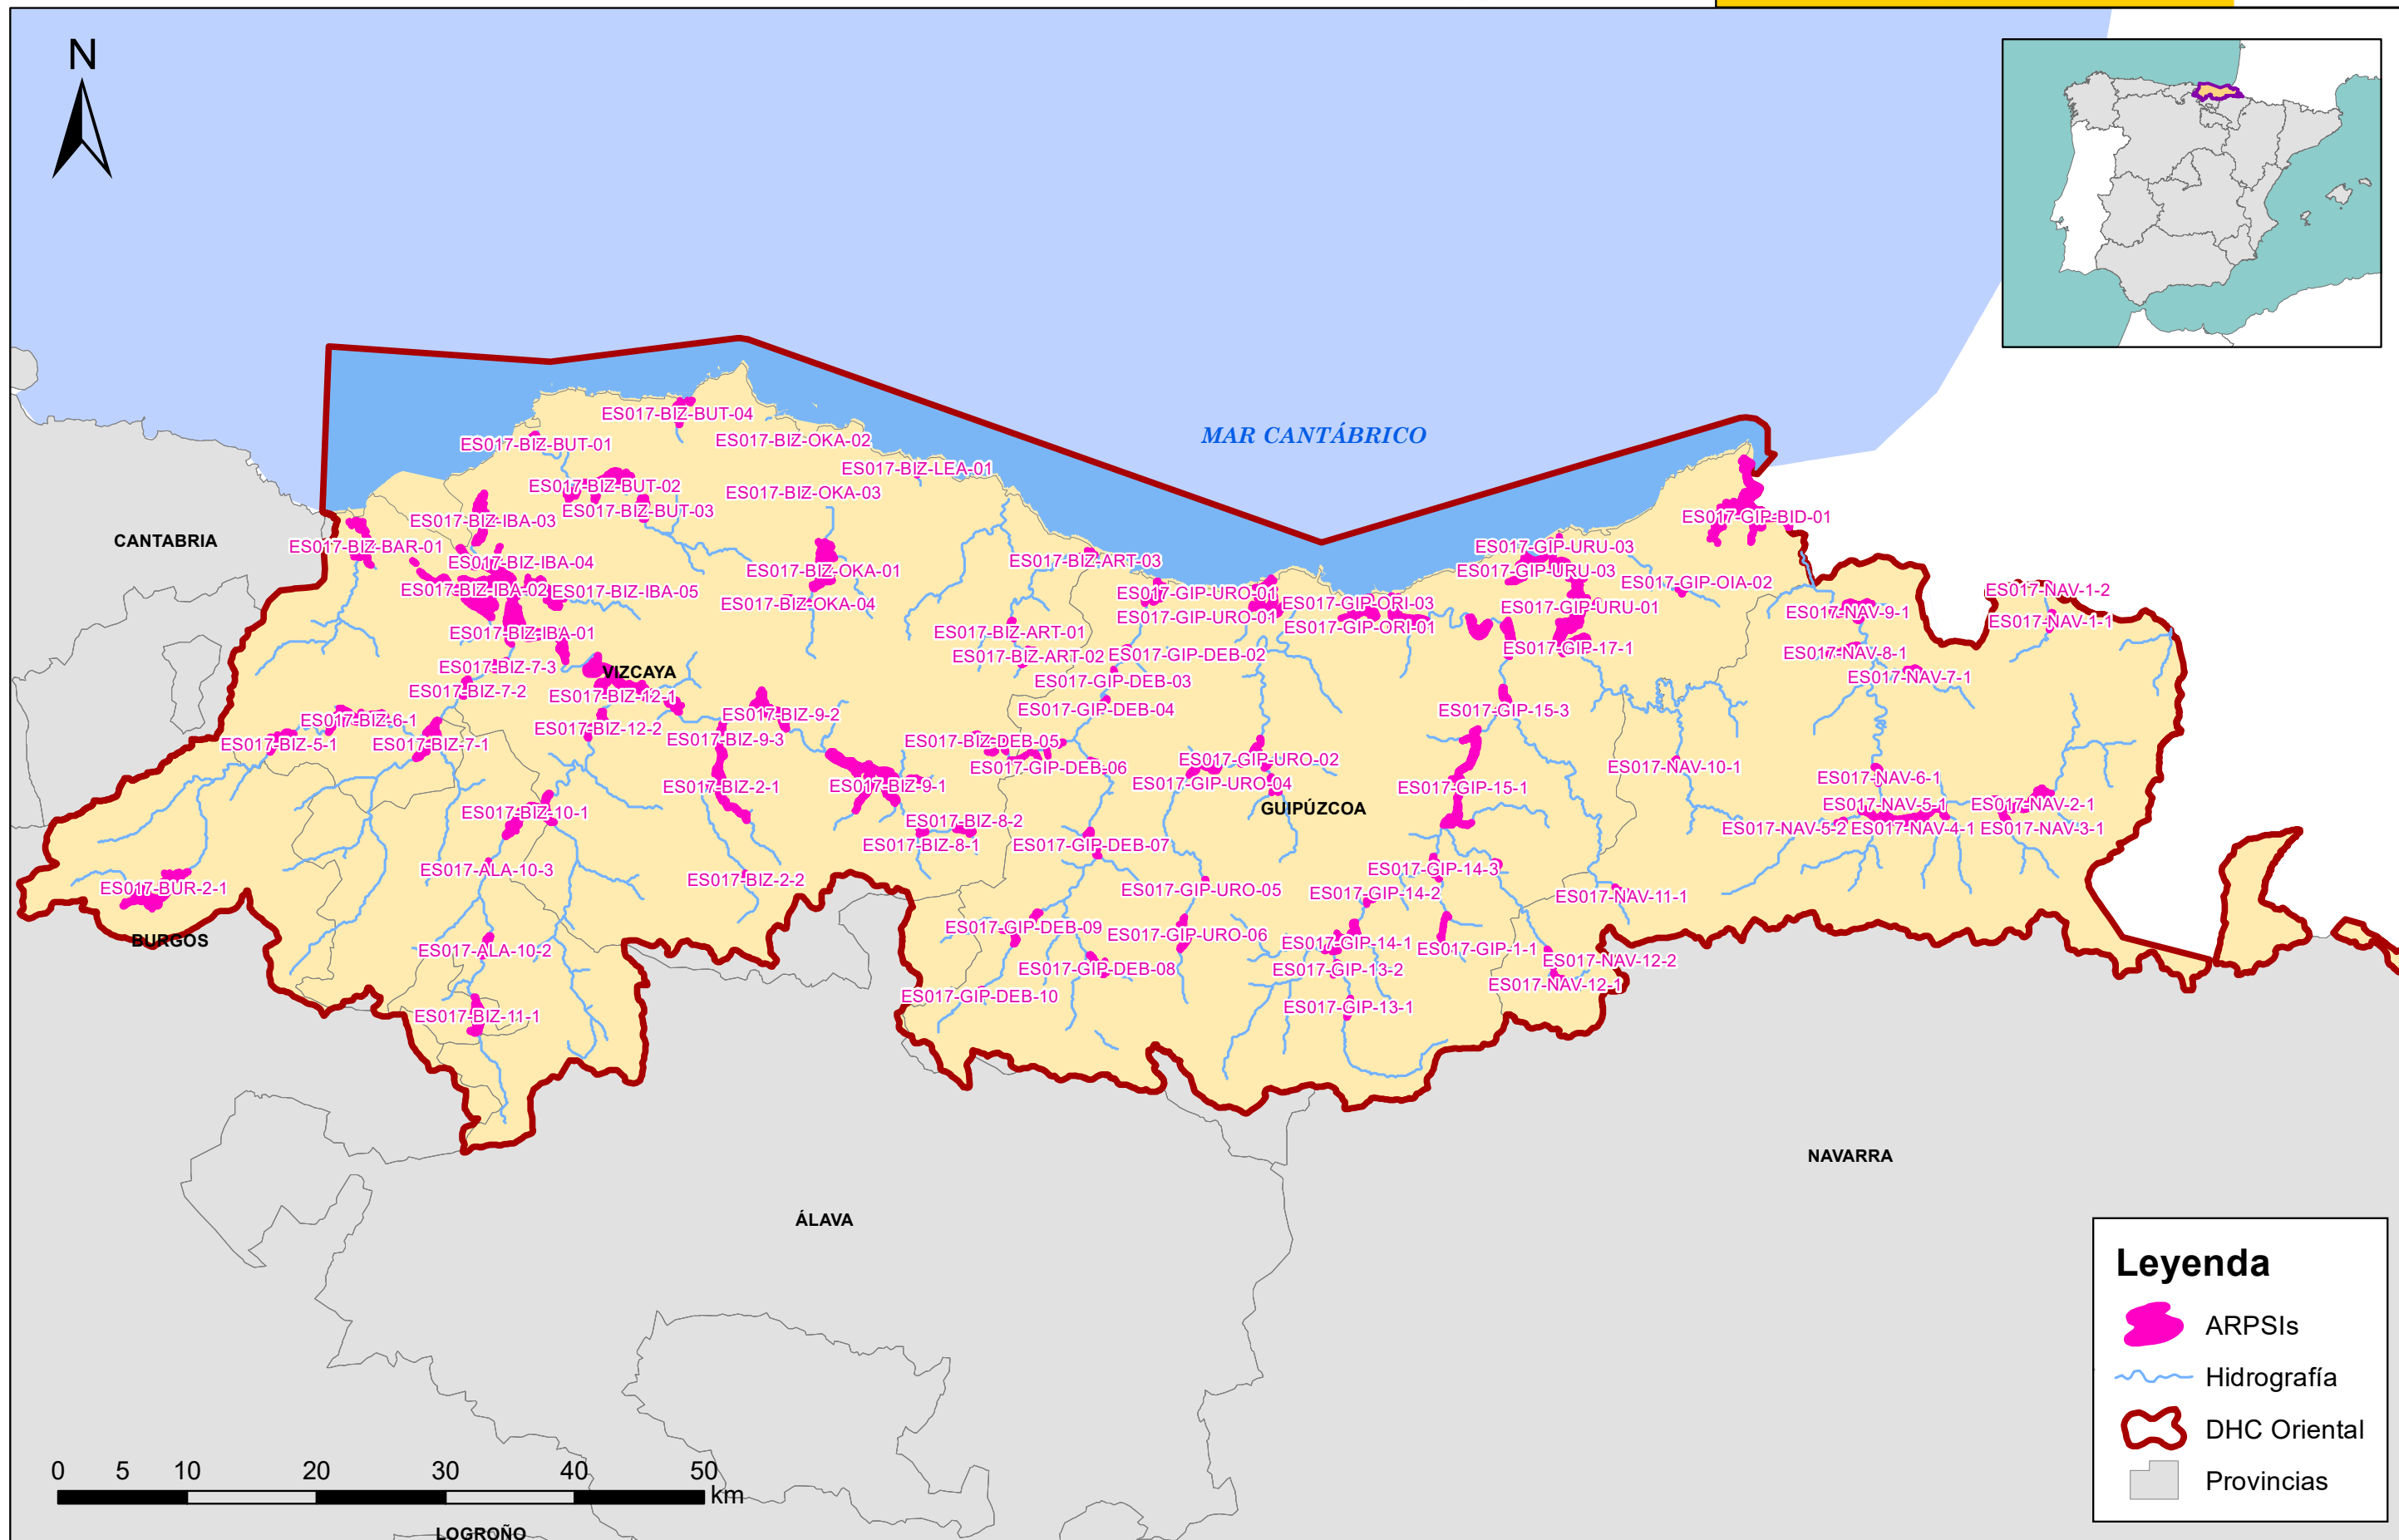 N
MAR CANTÁBRICO
ES017-BIZ-BUT-04
ES017-BIZ-BUT-01
ES017-BIZ-OKA-02
ES017-BIZ-LEA-01
ES017-BIZ-BUT-02
ES017-BIZ-OKA-03
ES017-BIZ-BUT-03
ES017-BIZ-IBA-03
ES017-GIP-BID-01
CANTABRIA
ES017-BIZ-BAR-01
ES017-GIP-URU-03
ES017-BIZ-IBA-04
ES017-BIZ-ART-03
ES017-BIZ-OKA-01
ES017-GIP-URU-03
ES017-GIP-OIA-02
ES017-BIZ-IBA-02
ES017-BIZ-IBA-05
ES017-GIP-URO-01
ES017-NAV-1-2
ES017-BIZ-OKA-04
ES017-GIP-ORI-03
ES017-GIP-URU-01
ES017-NAV-9-1
ES017-GIP-URO-01
ES017-NAV-1-1
ES017-BIZ-IBA-01
ES017-BIZ-ART-01
ES017-GIP-ORI-01
ES017-GIP-17-1
ES017-NAV-8-1
ES017-BIZ-ART-02
ES017-GIP-DEB-02
ES017-BIZ-7-3
VIZCAYA
ES017-NAV-7-1
ES017-GIP-DEB-03
ES017-BIZ-7-2
ES017-BIZ-12-1
ES017-GIP-DEB-04
ES017-GIP-15-3
ES017-BIZ-6-1
ES017-BIZ-9-2
ES017-BIZ-12-2
ES017-BIZ-5-1
ES017-BIZ-7-1
ES017-BIZ-9-3
ES017-BIZ-DEB-05
ES017-GIP-URO-02
ES017-GIP-DEB-06
ES017-NAV-10-1
ES017-NAV-6-1
ES017-BIZ-2-1
ES017-BIZ-9-1
ES017-GIP-URO-04
ES017-GIP-15-1
GUIPÚZCOA
ES017-NAV-5-1
ES017-NAV-2-1
ES017-BIZ-10-1
ES017-BIZ-8-2
ES017-NAV-5-2
ES017-NAV-4-1
ES017-NAV-3-1
ES017-BIZ-8-1
ES017-GIP-DEB-07
ES017-ALA-10-3
ES017-GIP-14-3
ES017-BIZ-2-2
ES017-BUR-2-1
ES017-GIP-URO-05
ES017-GIP-14-2
ES017-NAV-11-1
ES017-GIP-DEB-09
ES017-GIP-URO-06
BURGOS
ES017-GIP-14-1
ES017-GIP-1-1
ES017-ALA-10-2
ES017-NAV-12-2
ES017-GIP-DEB-08
ES017-GIP-13-2
ES017-NAV-12-1
ES017-GIP-DEB-10
ES017-GIP-13-1
ES017-BIZ-11-1
NAVARRA
ÁLAVA
Leyenda
ARPSIs
Hidrografía
DHC Oriental
Provincias
0 5 10 20 30 40 50
km
LOGROÑO